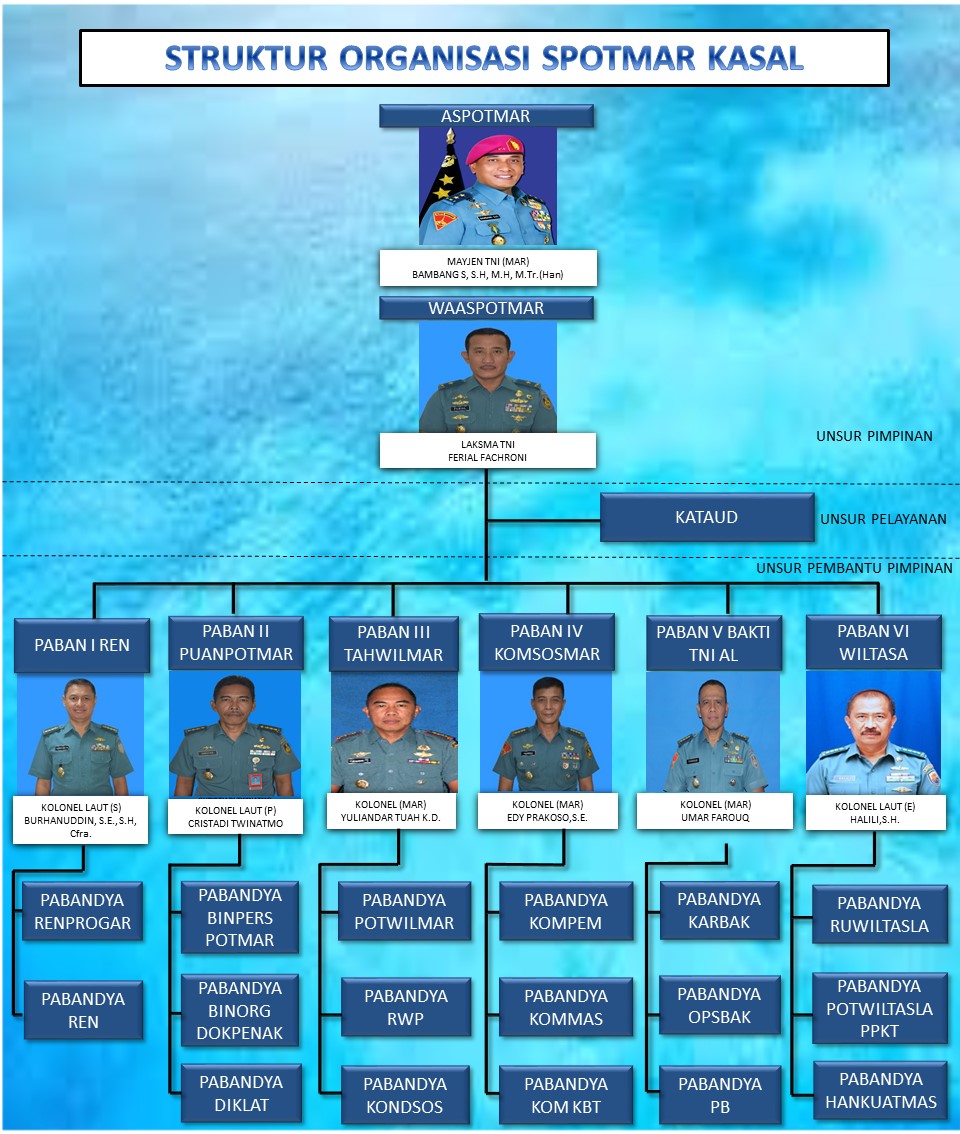 STRUKTUR ORGANISASI SPOTMAR KASAL
ASPOTMAR
MAYJEN TNI (MAR)
BAMBANG S, S.H, M.H, M.Tr.(Han)
WAASPOTMAR
LAKSMA TNI
FERIAL FACHRONI
UNSUR PIMPINAN
KATAUD
UNSUR PELAYANAN
UNSUR PEMBANTU PIMPINAN
PABAN I REN
KOLONEL LAUT (S)
BURHANUDDIN, S.E.,S.H,
Cfra.
PABANDYA
RENPROGAR
PABANDYA
REN
PABAN II
PUANPOTMAR
KOLONEL LAUT (P)
CRISTADI TWINATMO
PABANDYA
BINPERS
POTMAR
PABANDYA
BINORG
DOKPENAK
PABANDYA
DIKLAT
PABAN III
TAHWILMAR
KOLONEL (MAR)
YULIANDAR TUAH K.D.
PABANDYA
POTWILMAR
PABANDYA
RWP
PABANDYA
KONDSOS
PABAN IV
KOMSOSMAR
KOLONEL (MAR)
EDY PRAKOSO,S.E.
PABANDYA
KOMPEM
PABANDYA
KOMMAS
PABANDYA
KOM KBT
PABAN V BAKTI
TNI AL
KOLONEL (MAR)
UMAR FAROUQ
PABANDYA
KARBAK
PABANDYA
OPSBAK
PABANDYA
PB
PABAN VI
WILTASA
KOLONEL LAUT (E)
HALILI,S.H.
PABANDYA
RUWILTASLA
PABANDYA
POTWILTASLA
PPKT
PABANDYA
HANKUATMAS